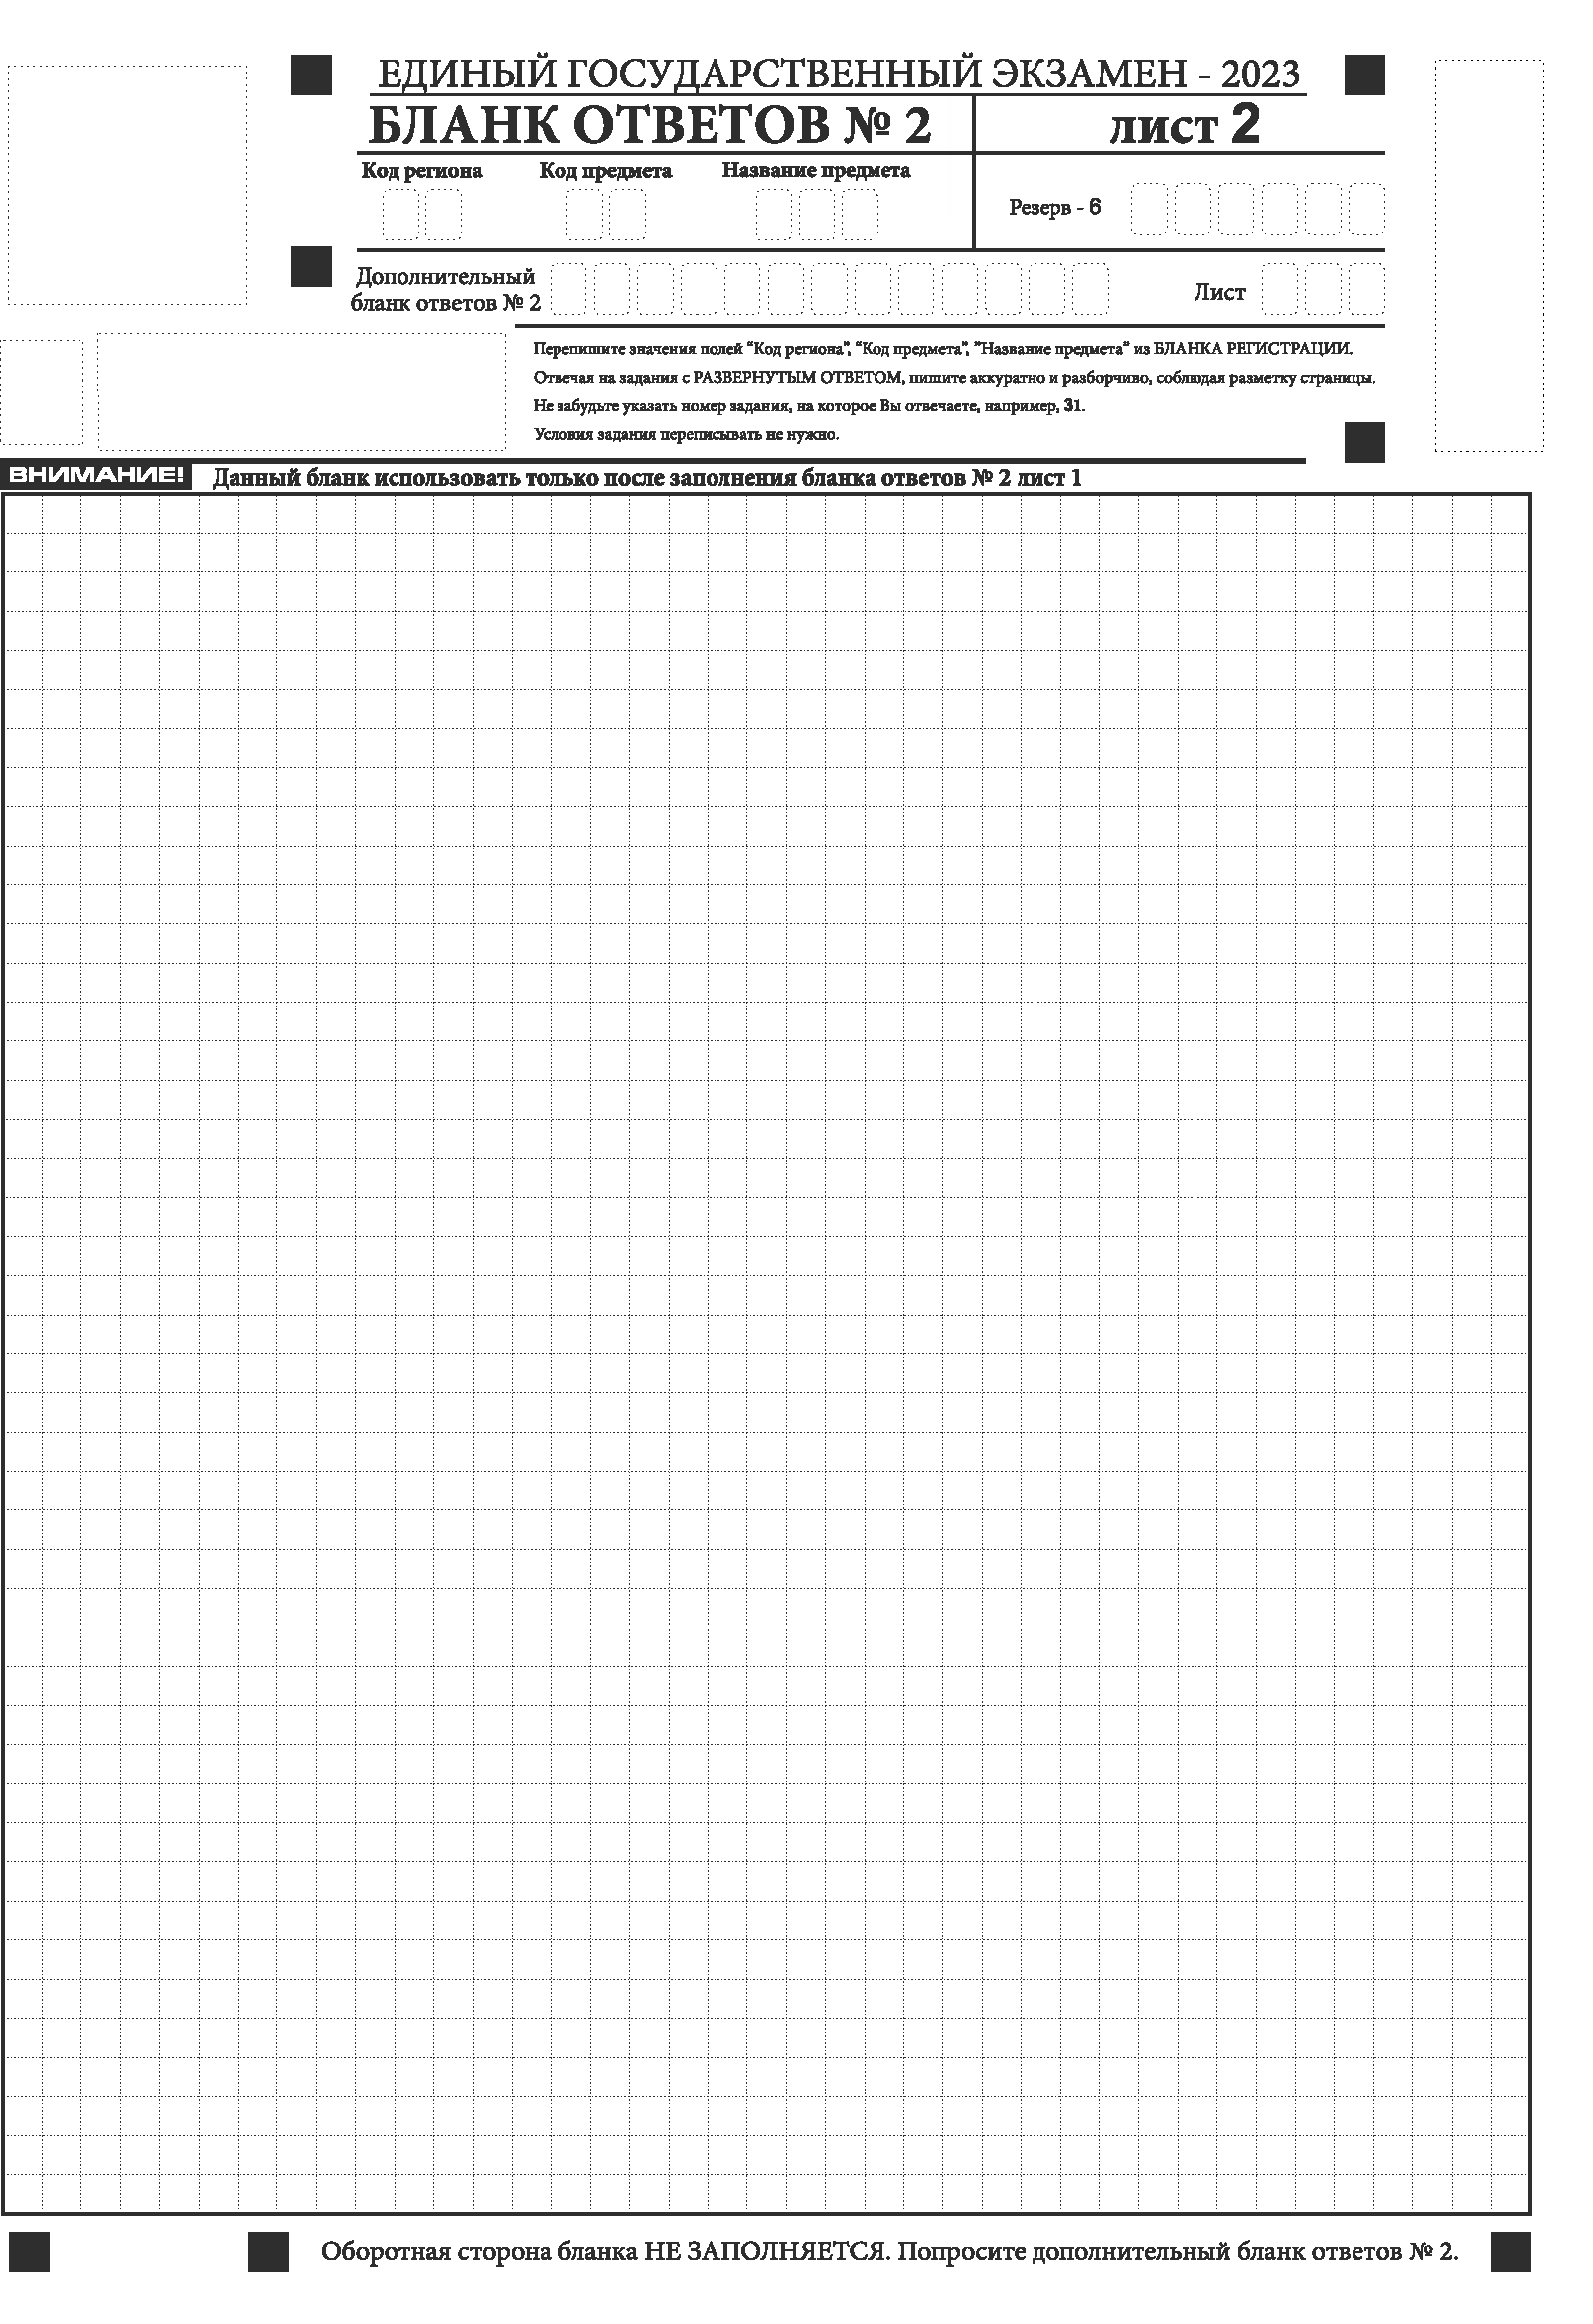 ЕДИНЫЙ ГОСУДАРСТВЕННЫЙ ЭКЗАМЕН - 2023
БЛАНК ОТВЕТОВ № 2
лист 2
Код региона
Код предмета
Название предмета
Резерв - 6
Дополнительный
бланк ответов № 2
Лист
Перепишите значения полей “Код региона”, “Код предмета”, ”Название предмета” из БЛАНКА РЕГИСТРАЦИИ.
Отвечая на задания с РАЗВЕРНУТЫМ ОТВЕТОМ, пишите аккуратно и разборчиво, соблюдая разметку страницы.
Не забудьте указать номер задания, на которое Вы отвечаете, например, 31.
Условия задания переписывать не нужно.
ВНИМАНИЕ! Данный бланк использовать только после заполнения бланка ответов № 2 лист 1
Оборотная сторона бланка НЕ ЗАПОЛНЯЕТСЯ. Попросите дополнительный бланк ответов № 2.